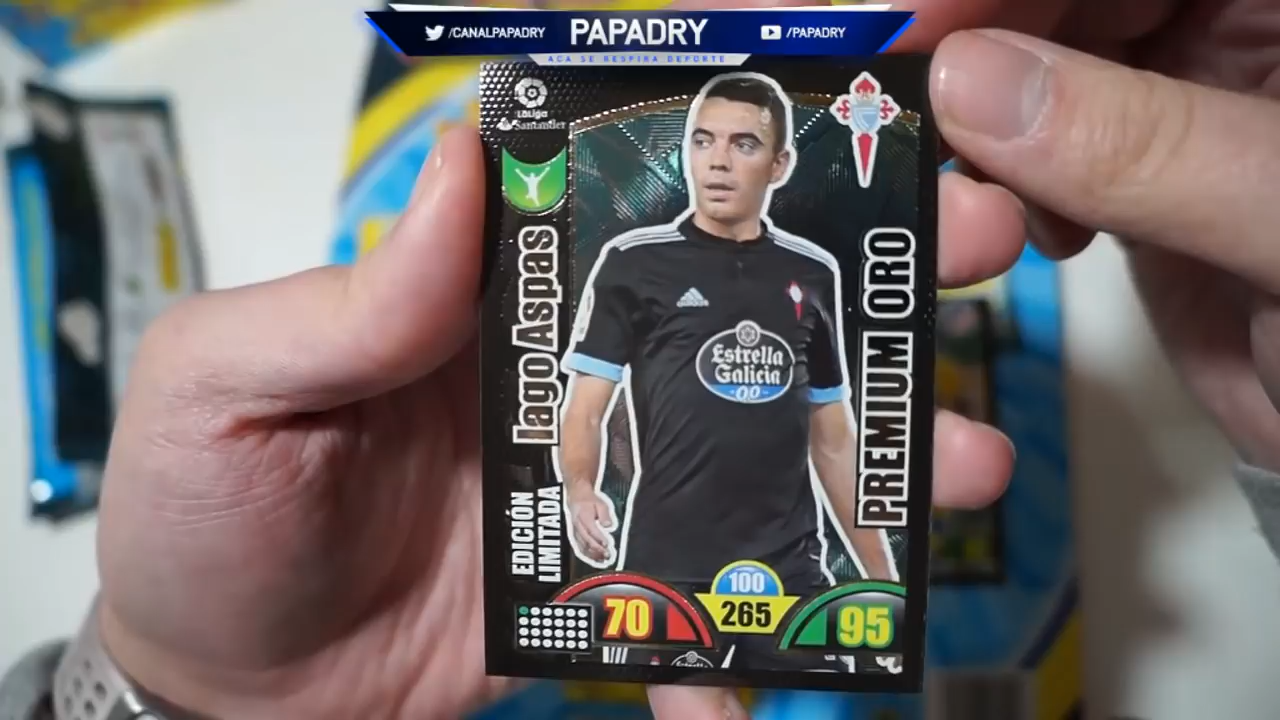 /CANALPAPADRY
PAPADRY
/PAPADRY
ACA SE RESPIRA DEPORTE
LaLiga
Santander
Iago Aspas
EDICIÓN
LIMITADA
PREMIUM ORO
Estrella
Galicia
0,0
70
100
265
95